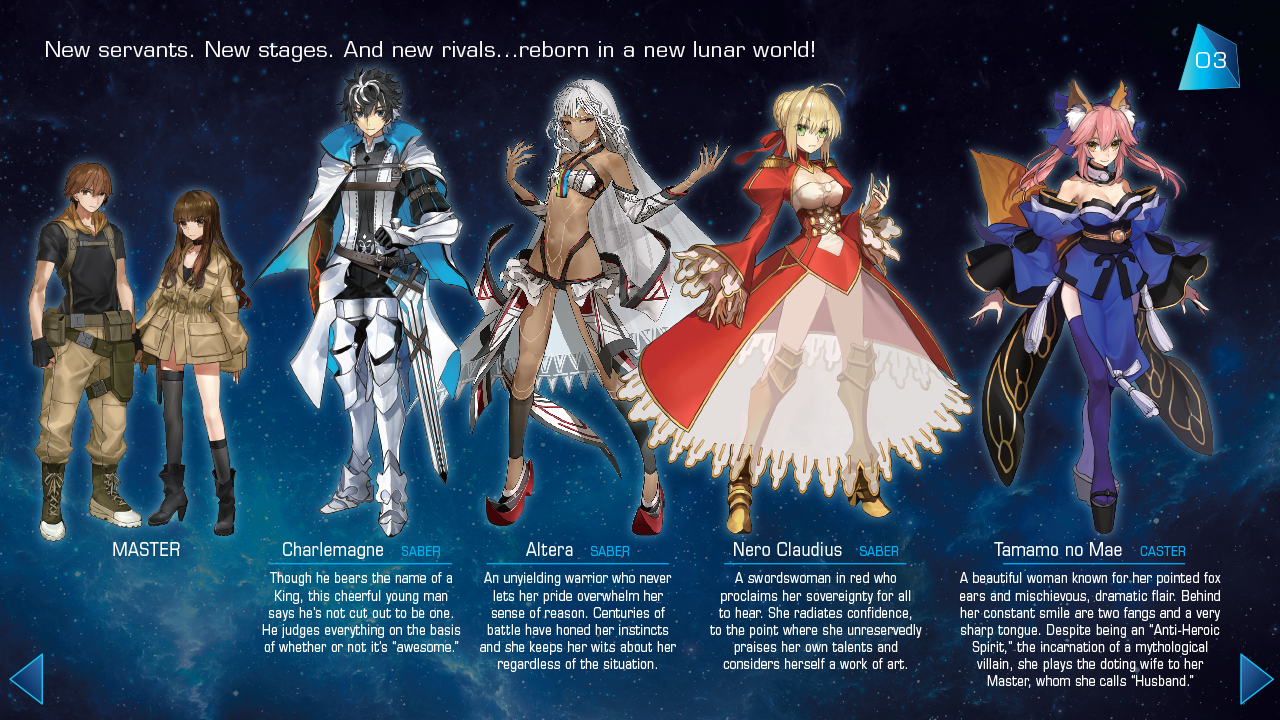 New servants. New stages. And new rivals...reborn in a new lunar world!
03
MASTER
Charlemagne SABER
Though he bears the name of a
King, this cheerful young man
says he's not cut out to be one.
He judges everything on the basis
of whether or not it's "awesome."
Altera SABER
An unyielding warrior who never
lets her pride overwhelm her
sense of reason. Centuries of
battle have honed her instincts
and she keeps her wits about her
regardless of the situation.
Nero Claudius SABER
A swordswoman in red who
proclaims her sovereignty for all
to hear. She radiates confidence,
to the point where she unreservedly
praises her own talents and
considers herself a work of art.
Tamamo no Mae CASTER
A beautiful woman known for her pointed fox
ears and mischievous, dramatic flair. Behind
her constant smile are two fangs and a very
sharp tongue. Despite being an "Anti-Heroic
Spirit," the incarnation of a mythological
villain, she plays the doting wife to her
Master, whom she calls "Husband."